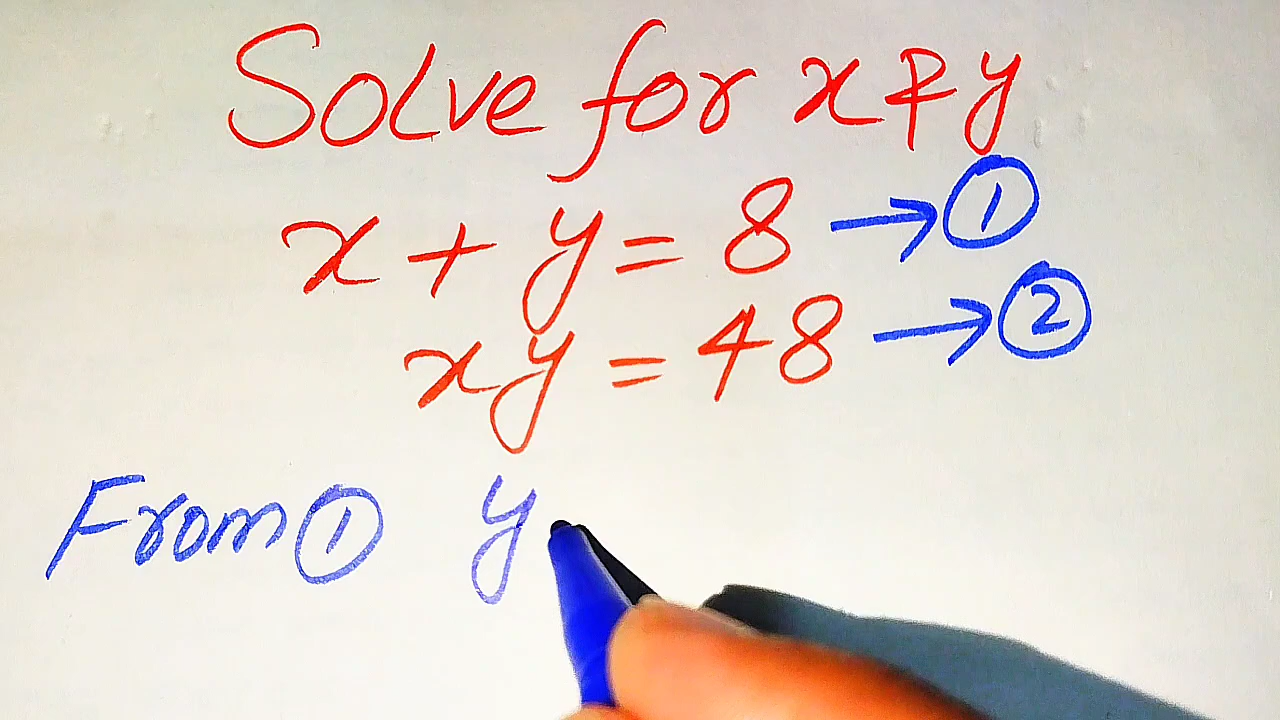 Solve for x & y
x + y = 8 → ①
xy = 48 → ②
From ① y